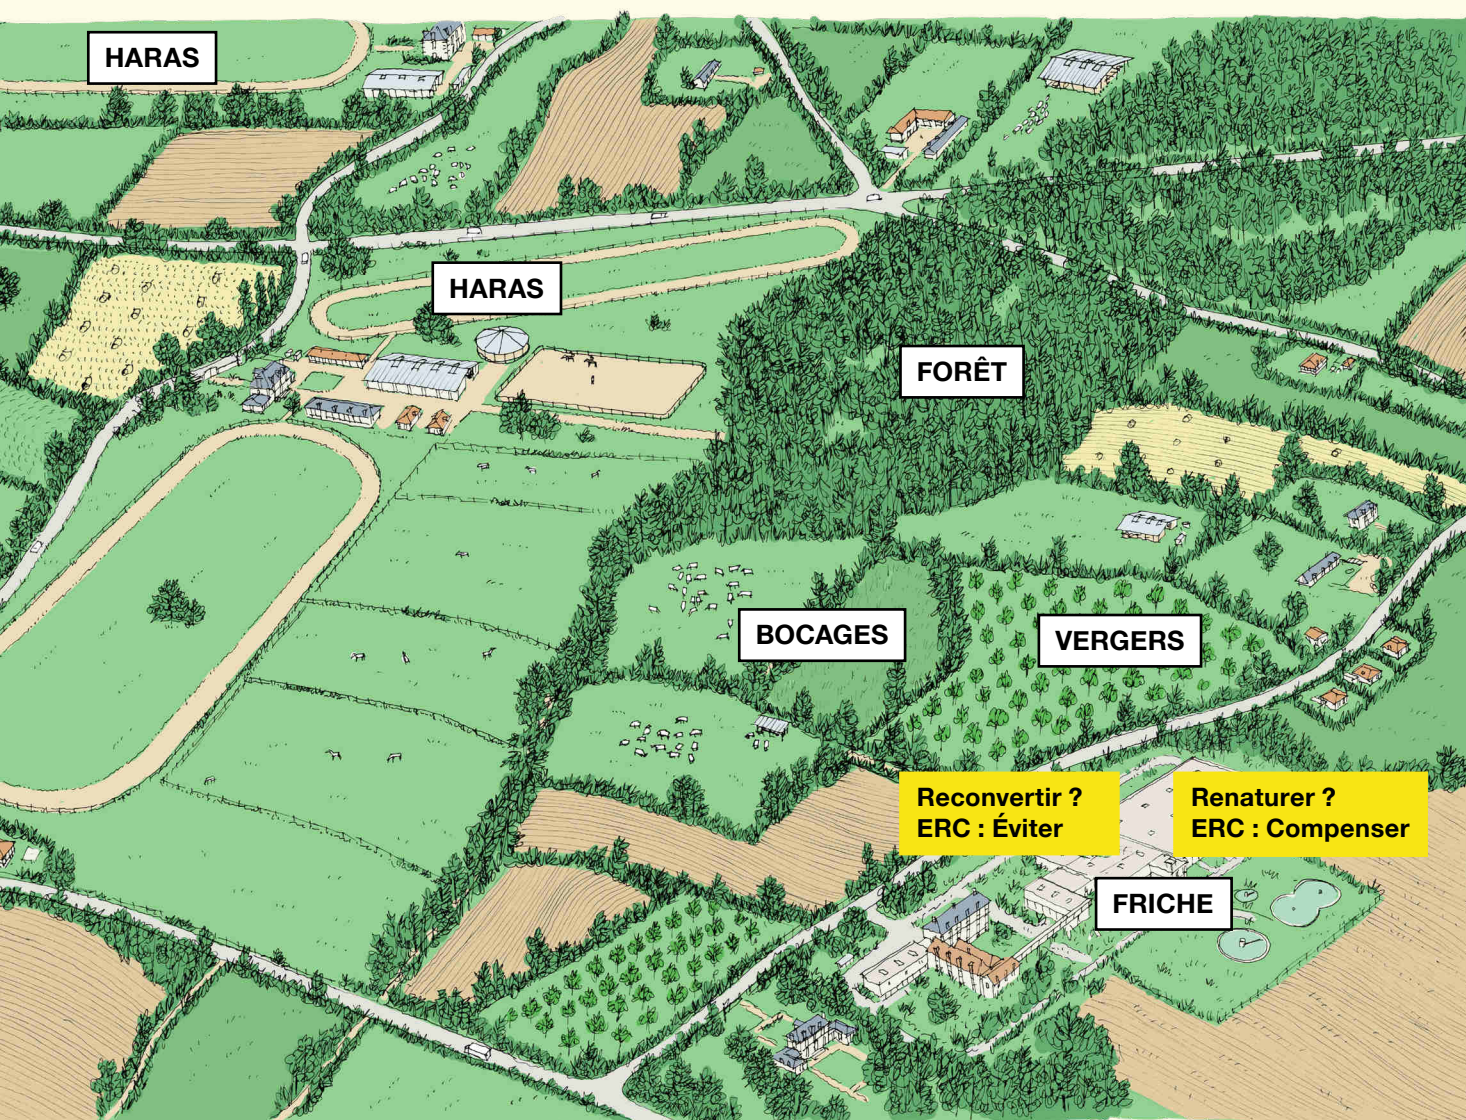 HARAS
HARAS
FORÊT
BOCAGES
VERGERS
Reconvertir ?
ERC : Éviter
Renaturer ?
ERC : Compenser
FRICHE